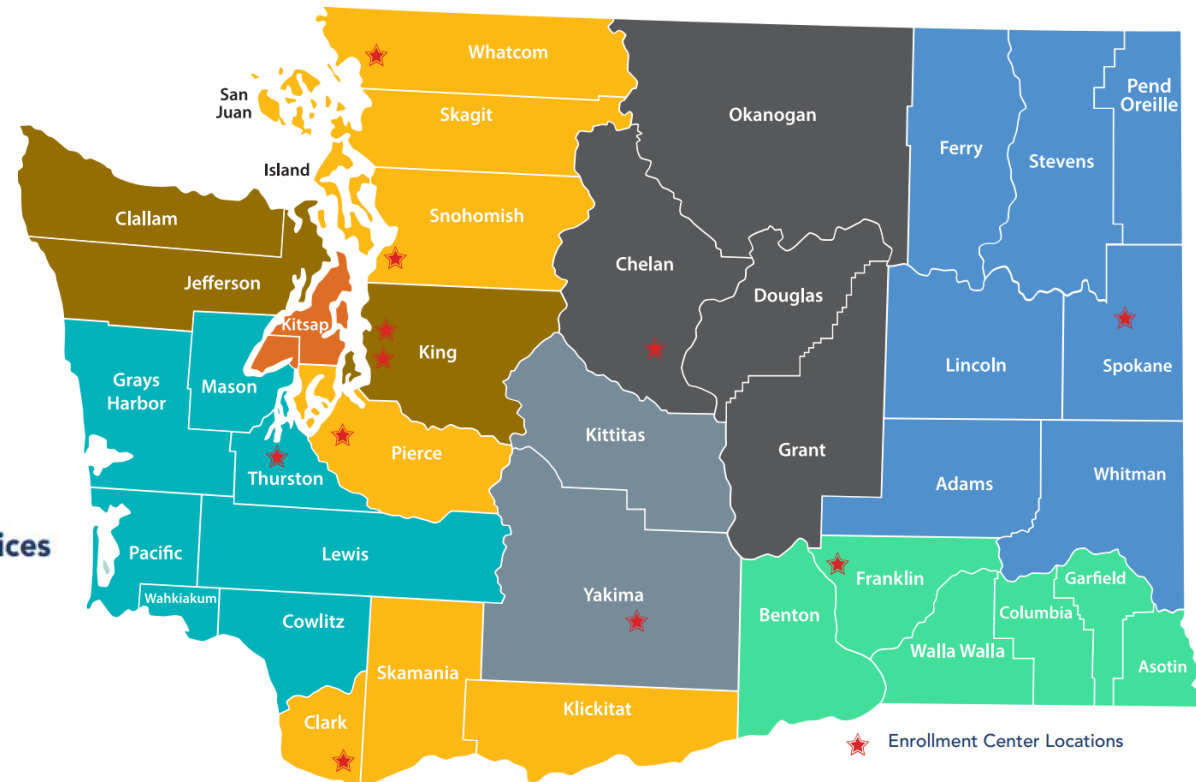 Whatcom
San
Juan
Skagit
Okanogan
Pend
Oreille
Ferry
Stevens
Island
Snohomish
Clallam
Chelan
Jefferson
Douglas
Kitsap
King
Lincoln
Spokane
Grays
Harbor
Mason
Kittitas
Pierce
Grant
Thurston
Adams
Whitman
ices
Pacific
Lewis
Franklin
Garfield
Wahkiakum
Yakima
Benton
Columbia
Cowlitz
Walla Walla
Asotin
Skamania
Klickitat
Clark
Enrollment Center Locations